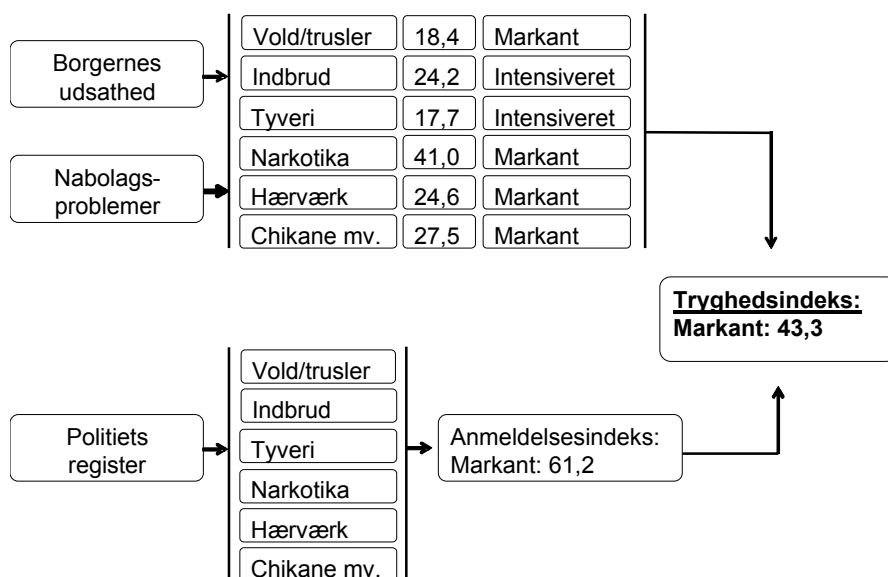 Borgernes
udsathed
Nabolags-
problemer
Vold/trusler 18,4 Markant
Indbrud 24,2 Intensiveret
Tyveri 17,7 Intensiveret
Narkotika 41,0 Markant
Hærværk 24,6 Markant
Chikane mv. 27,5 Markant
Tryghedsindeks:
Markant: 43,3
Politiets
register
Vold/trusler
Indbrud
Tyveri
Narkotika
Hærværk
Chikane mv.
Anmeldelsesindeks:
Markant: 61,2